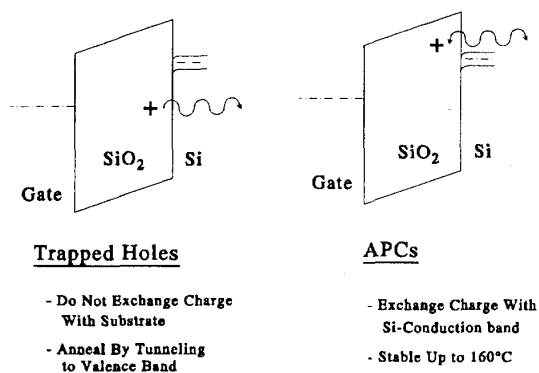 +
SiO2
Si
Gate
+
SiO2
Si
Gate
Trapped Holes
- Do Not Exchange Charge
With Substrate
- Anneal By Tunneling
to Valence Band
APCs
- Exchange Charge With
Si-Conduction band
- Stable Up to 160°C